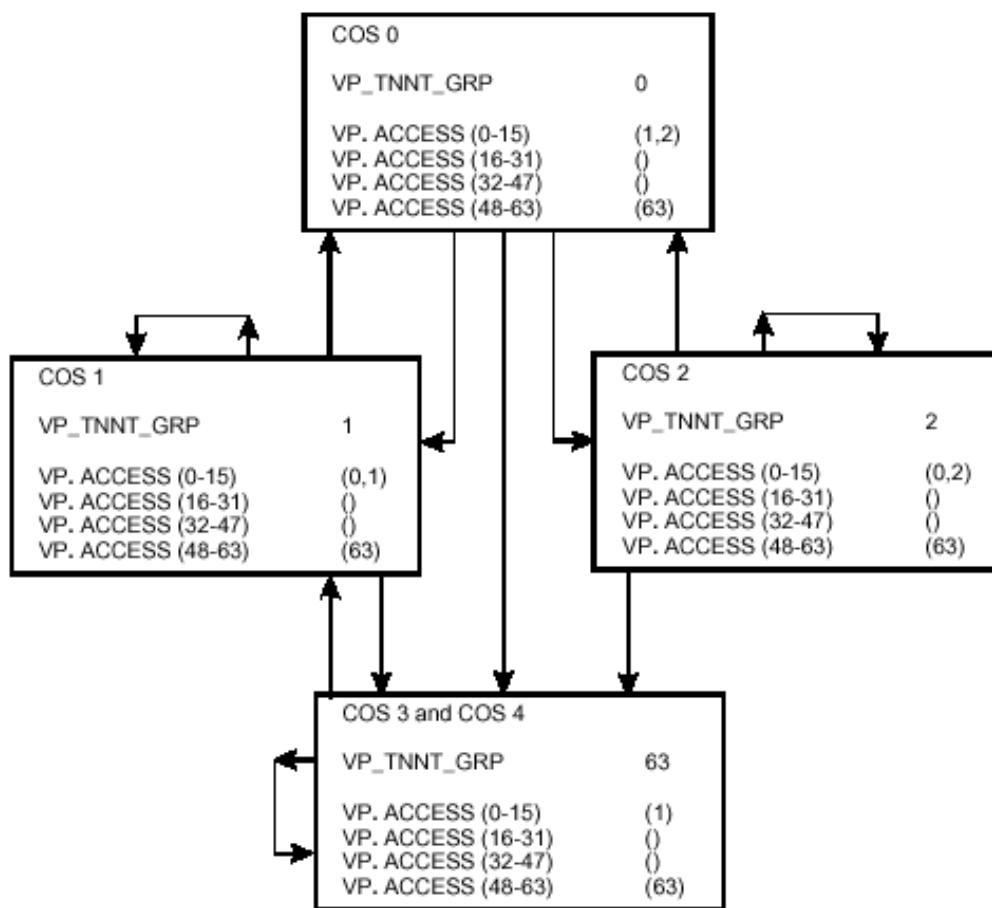 COS 0
VP_TNNT_GRP 0
VP. ACCESS (0-15) (1,2)
VP. ACCESS (16-31) ()
VP. ACCESS (32-47) ()
VP. ACCESS (48-63) (63)
COS 1
VP_TNNT_GRP 1
VP. ACCESS (0-15) (0,1)
VP. ACCESS (16-31) ()
VP. ACCESS (32-47) ()
VP. ACCESS (48-63) (63)
COS 2
VP_TNNT_GRP 2
VP. ACCESS (0-15) (0,2)
VP. ACCESS (16-31) ()
VP. ACCESS (32-47) ()
VP. ACCESS (48-63) (63)
COS 3 and COS 4
VP_TNNT_GRP 63
VP. ACCESS (0-15) (1)
VP. ACCESS (16-31) ()
VP. ACCESS (32-47) ()
VP. ACCESS (48-63) (63)